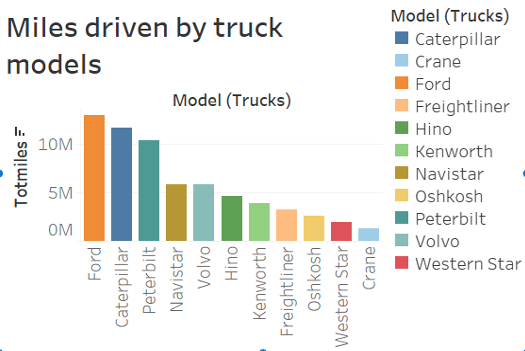 Miles driven by truck
models
Model (Trucks)
Totmiles
10M
5M
0M
Ford
Caterpillar
Peterbilt
Navistar
Volvo
Hino
Kenworth
Freightliner
Oshkosh
Western Star
Crane
Model (Trucks)
Caterpillar
Crane
Ford
Freightliner
Hino
Kenworth
Navistar
Oshkosh
Peterbilt
Volvo
Western Star